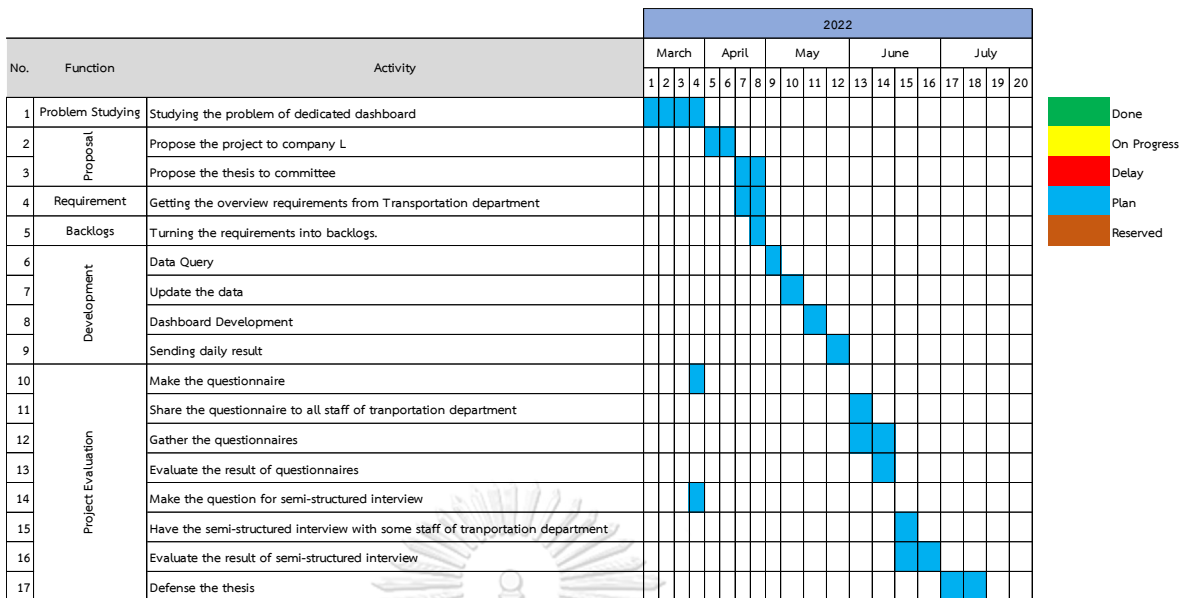 2022
March April May June July
No. Function Activity
1 2 3 4 5 6 7 8 9 10 11 12 13 14 15 16 17 18 19 20
1 Problem Studying Studying the problem of dedicated dashboard
Done
2 Proposal Propose the project to company L
On Progress
3 Propose the thesis to committee
Delay
4 Requirement Getting the overview requirements from Transportation department
Plan
5 Backlogs Turning the requirements into backlogs.
Reserved
6 Development Data Query
7 Update the data
8 Dashboard Development
9 Sending daily result
10 Project Evaluation Make the questionnaire
11 Share the questionnaire to all staff of tranportation department
12 Gather the questionnaires
13 Evaluate the result of questionnaires
14 Make the question for semi-structured interview
15 Have the semi-structured interview with some staff of tranportation department
16 Evaluate the result of semi-structured interview
17 Defense the thesis